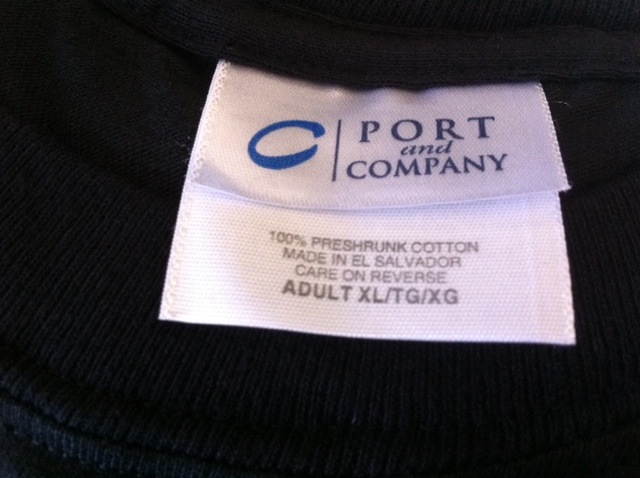 PORT
and
COMPANY
100% PRESHRUNK COTTON
MADE IN EL SALVADOR
CARE ON REVERSE
ADULT XL/TG/XG